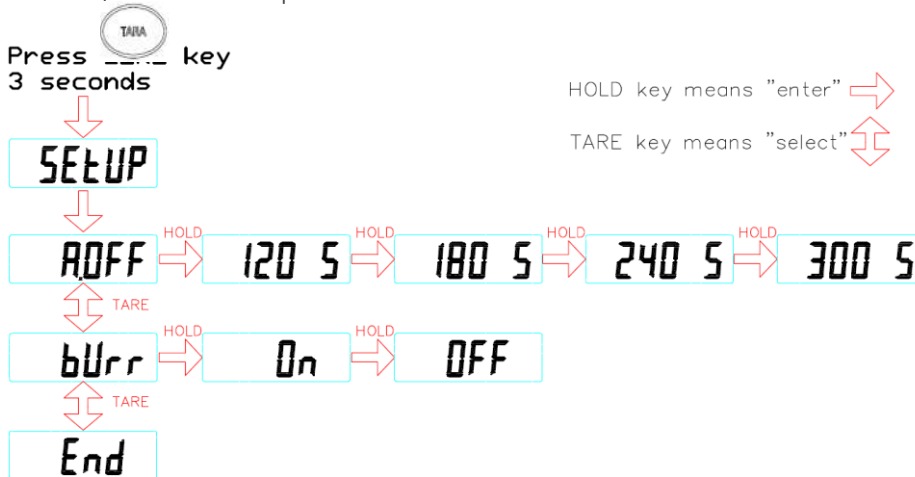 TARA
Press
key
3 seconds
HOLD key means "enter"
TARE key means "select"
SEtUP
A.OFF HOLD 120 S HOLD 180 S HOLD 240 S HOLD 300 S
TARE
bUrr HOLD On HOLD OFF
TARE
End